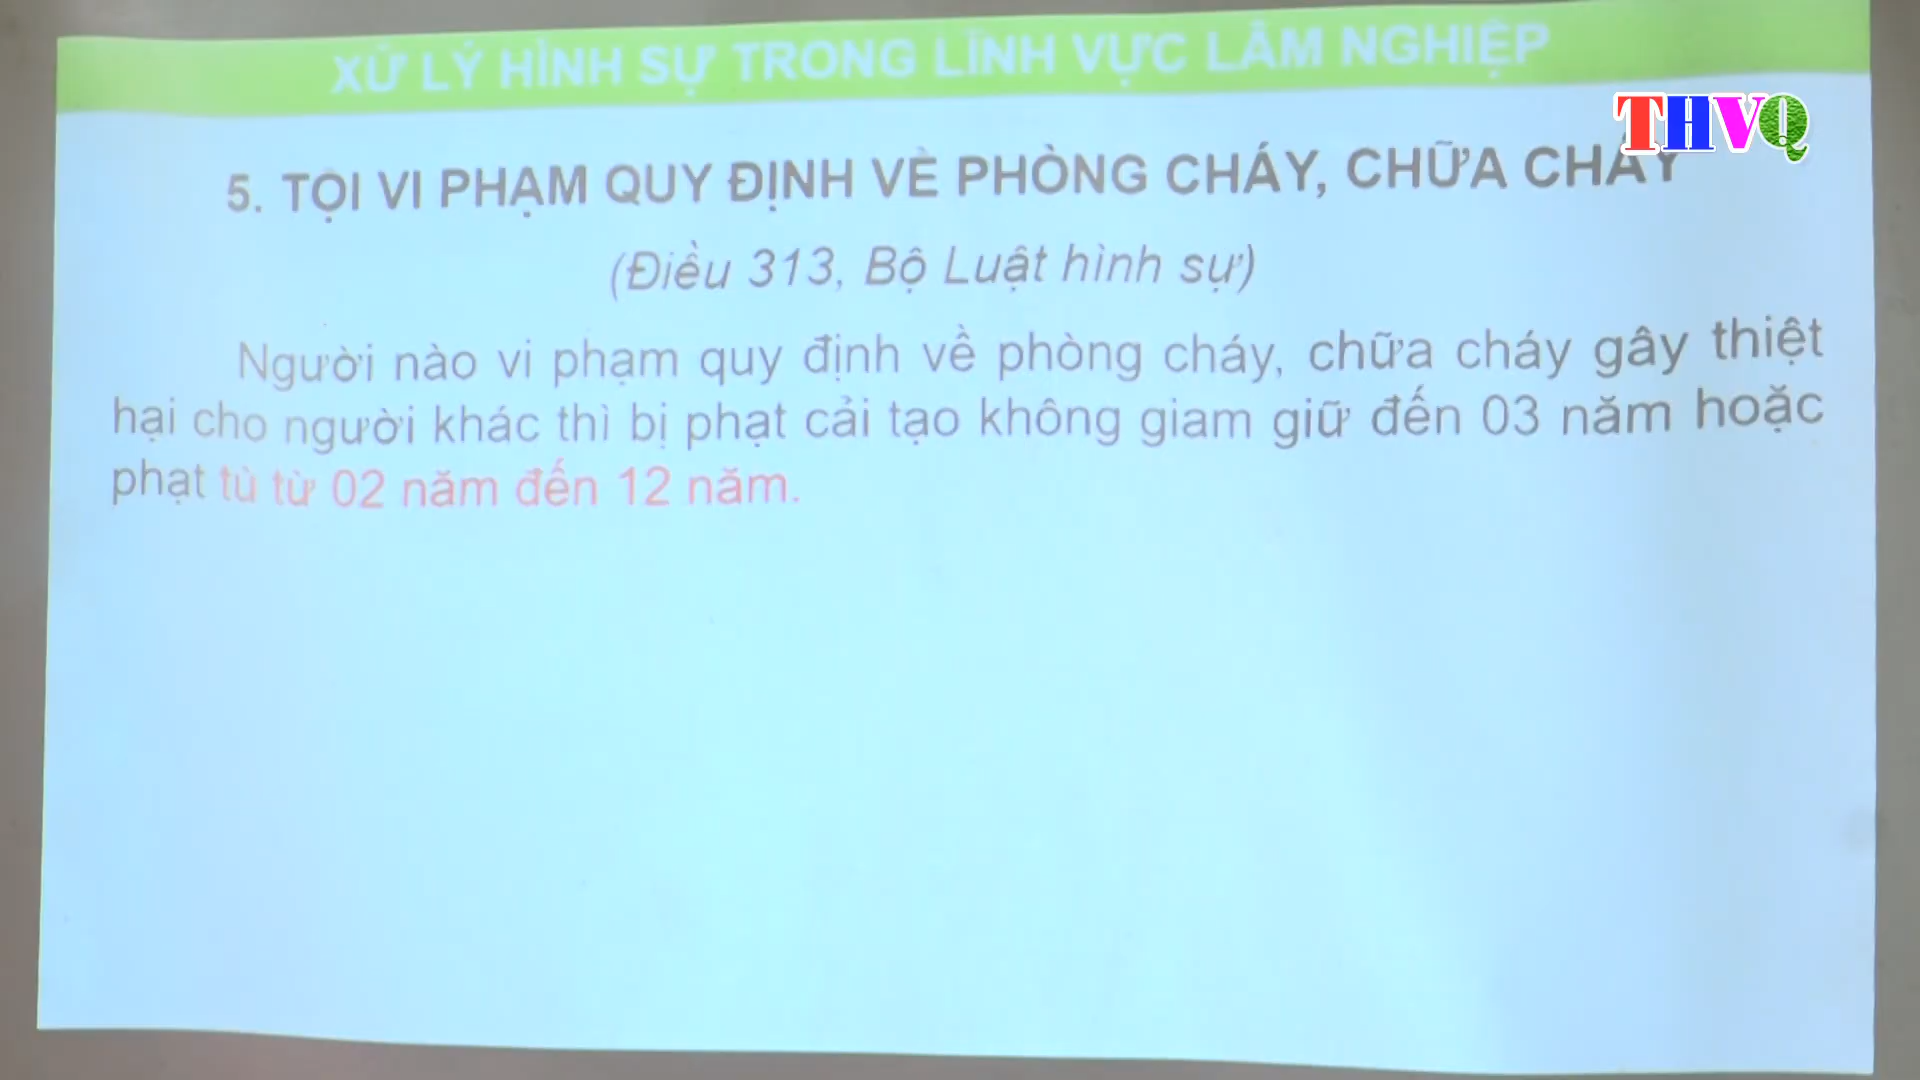 XỬ LÝ HÌNH SỰ TRONG LĨNH VỰC LÂM NGHIỆP
THVQ
5. TỘI VI PHẠM QUY ĐỊNH VỀ PHÒNG CHÁY, CHỮA CHÁY
(Điều 313, Bộ Luật hình sự)
Người nào vi phạm quy định về phòng cháy, chữa cháy gây thiệt
hại cho người khác thì bị phạt cải tạo không giam giữ đến 03 năm hoặc
phạt tù từ 02 năm đến 12 năm.